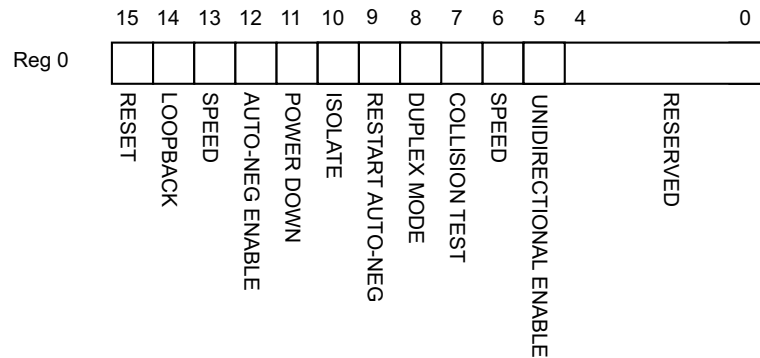 15 14 13 12 11 10 9 8 7 6 5 4 0
Reg 0
RESET
LOOPBACK
SPEED
AUTO-NEG ENABLE
POWER DOWN
ISOLATE
RESTART AUTO-NEG
DUPLEX MODE
COLLISION TEST
SPEED
UNIDIRECTIONAL ENABLE
RESERVED